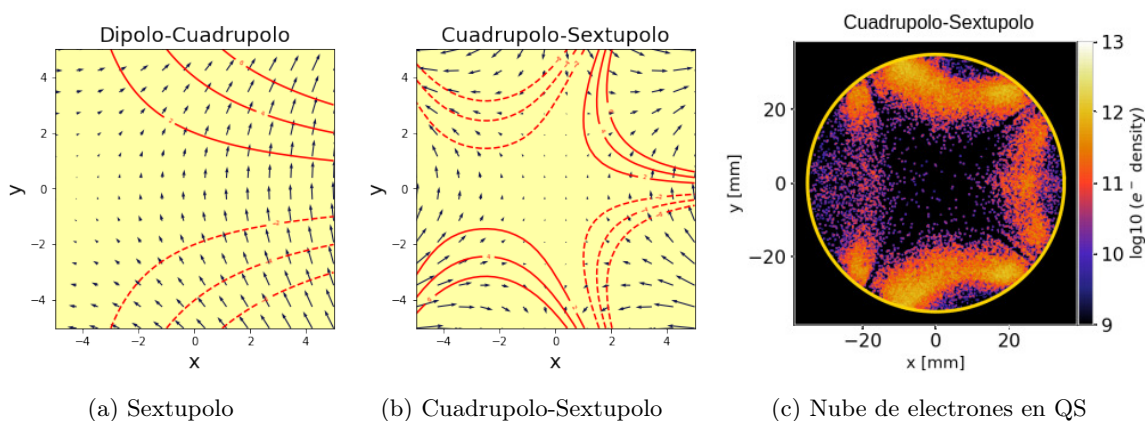 Dipolo-Cuadrupolo
y
4
2
0
−2
−4
−4
−2
0
2
4
x
(a) Sextupolo
Cuadrupolo-Sextupolo
y
4
2
0
−2
−4
−4
−2
0
2
4
x
(b) Cuadrupolo-Sextupolo
Cuadrupolo-Sextupolo
y [mm]
20
0
−20
−20
0
20
x [mm]
13
12
11
10
9
log10 (e⁻ density)
(c) Nube de electrones en QS